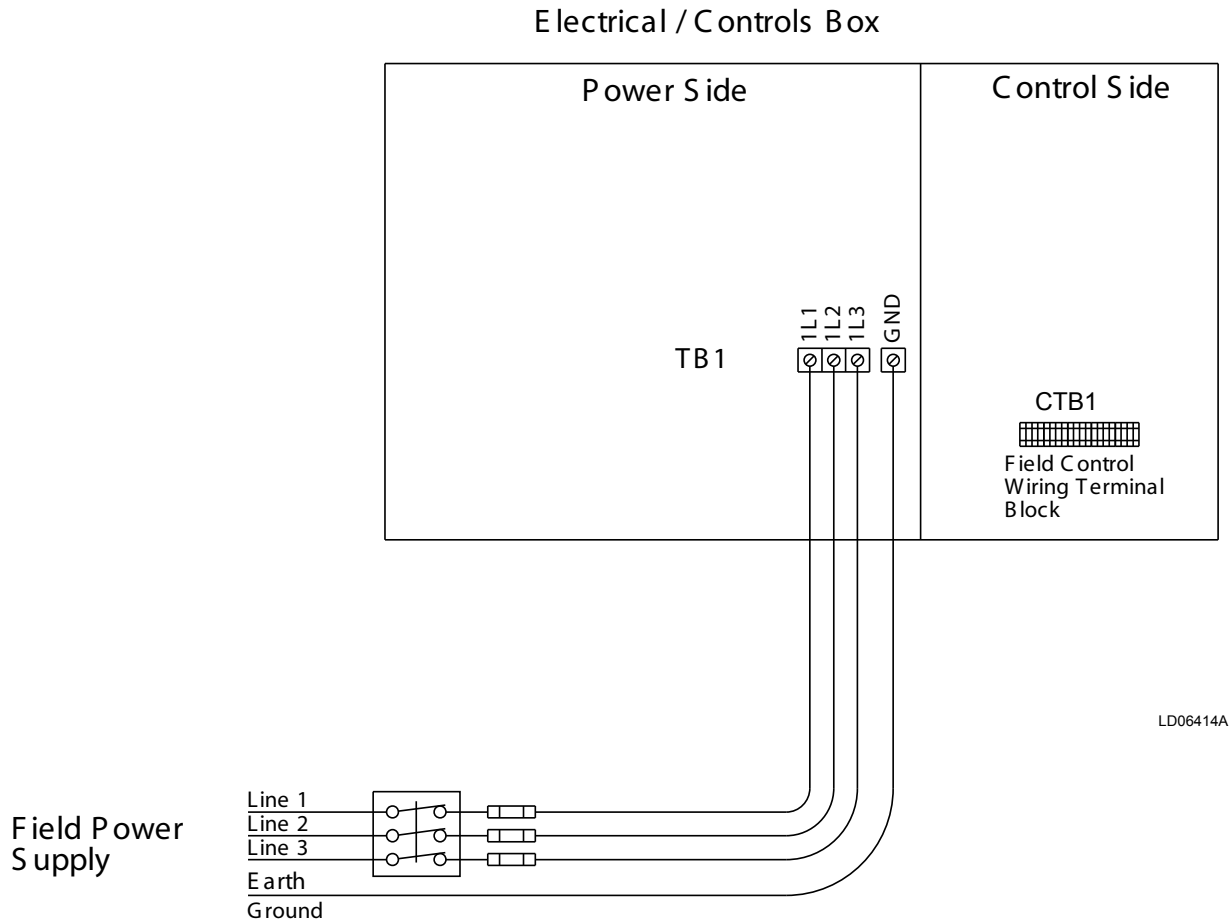 Electrical / Controls Box
Power Side
Control Side
1L1
1L2
1L3
GND
TB1
CTB1
Field Control
Wiring Terminal
Block
LD06414A
Field Power
Supply
Line 1
Line 2
Line 3
Earth
Ground